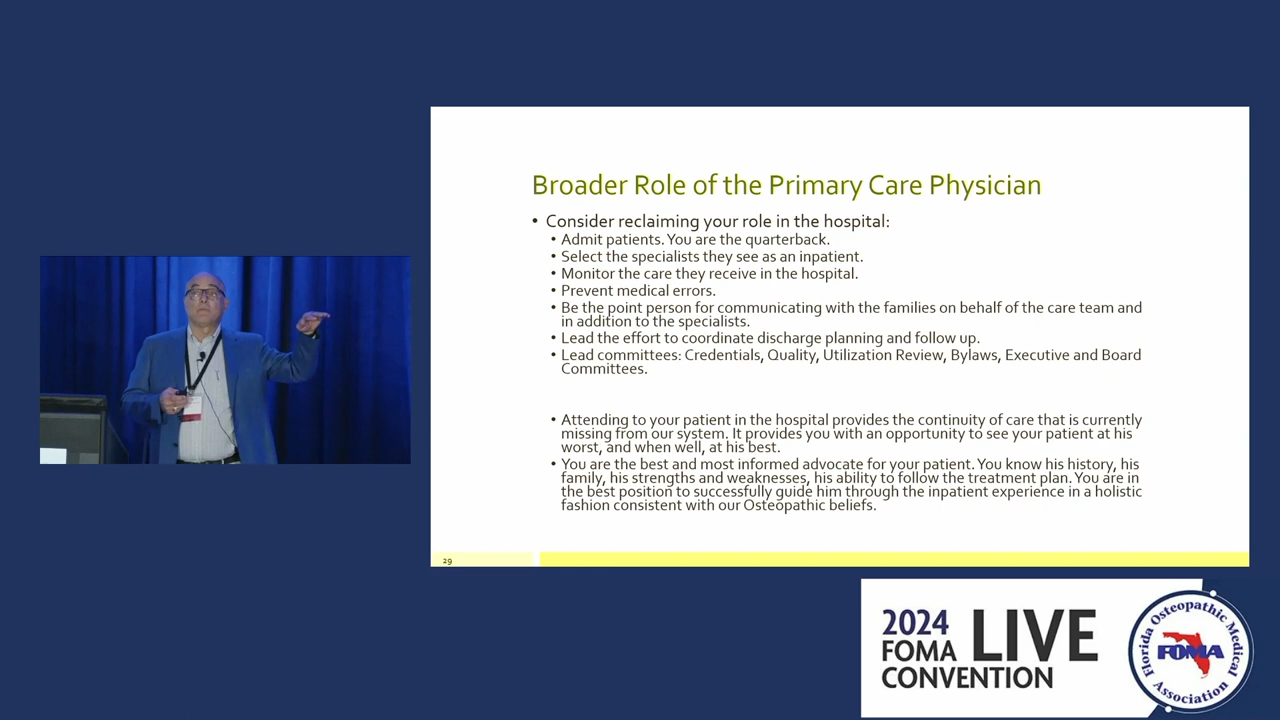 Broader Role of the Primary Care Physician
• Consider reclaiming your role in the hospital:
• Admit patients. You are the quarterback.
• Select the specialists they see as an inpatient.
• Monitor the care they receive in the hospital.
• Prevent medical errors.
• Be the point person for communicating with the families on behalf of the care team and
in addition to the specialists.
• Lead the effort to coordinate discharge planning and follow up.
• Lead committees: Credentials, Quality, Utilization Review, Bylaws, Executive and Board
Committees.
• Attending to your patient in the hospital provides the continuity of care that is currently
missing from our system. It provides you with an opportunity to see your patient at his
worst, and when well, at his best.
• You are the best and most informed advocate for your patient. You know his history, his
family, his strengths and weaknesses, his ability to follow the treatment plan. You are in
the best position to successfully guide him through the inpatient experience in a holistic
fashion consistent with our Osteopathic beliefs.
29
2024
FOMA
LIVE
CONVENTION
Florida Osteopathic Medical
FOMA
Association